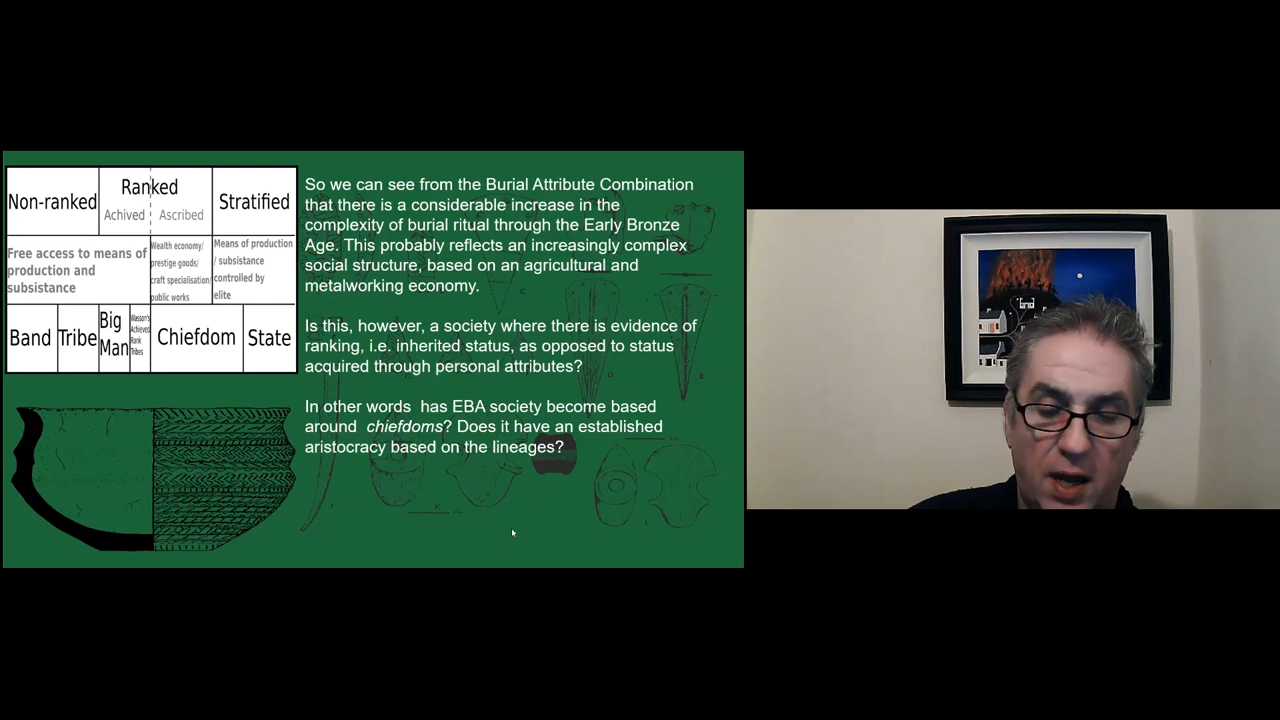 Non-ranked
Ranked
Achived
Ascribed
Stratified
Free access to means of
production and
subsistance
Wealth economy/
prestige goods/
craft specialisation/
public works
Means of production
/ subsistance
controlled by
elite
Band
Tribe
Big
Man
Wasson's
Achieved
Rank
Tribes
Chiefdom
State
So we can see from the Burial Attribute Combination
that there is a considerable increase in the
complexity of burial ritual through the Early Bronze
Age. This probably reflects an increasingly complex
social structure, based on an agricultural and
metalworking economy.
Is this, however, a society where there is evidence of
ranking, i.e. inherited status, as opposed to status
acquired through personal attributes?
In other words has EBA society become based
around chiefdoms? Does it have an established
aristocracy based on the lineages?